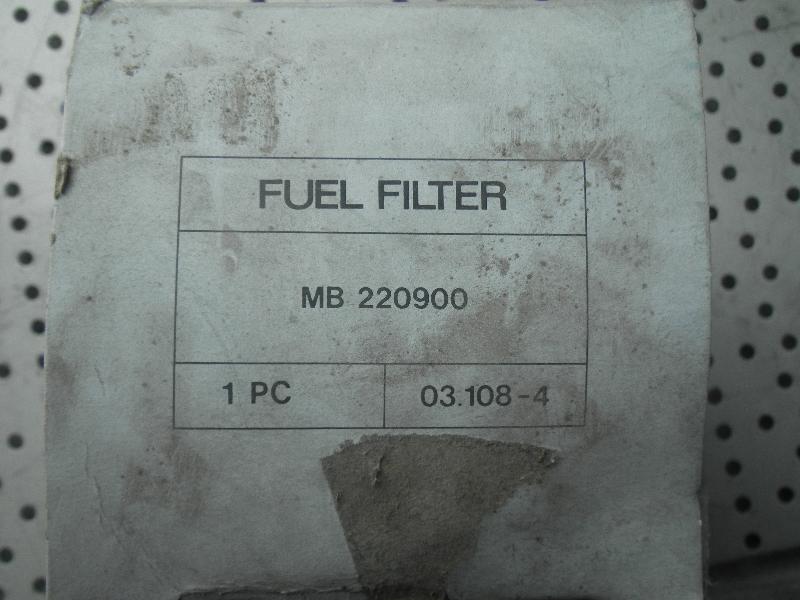 FUEL FILTER
MB 220900
1 PC 03.108-4